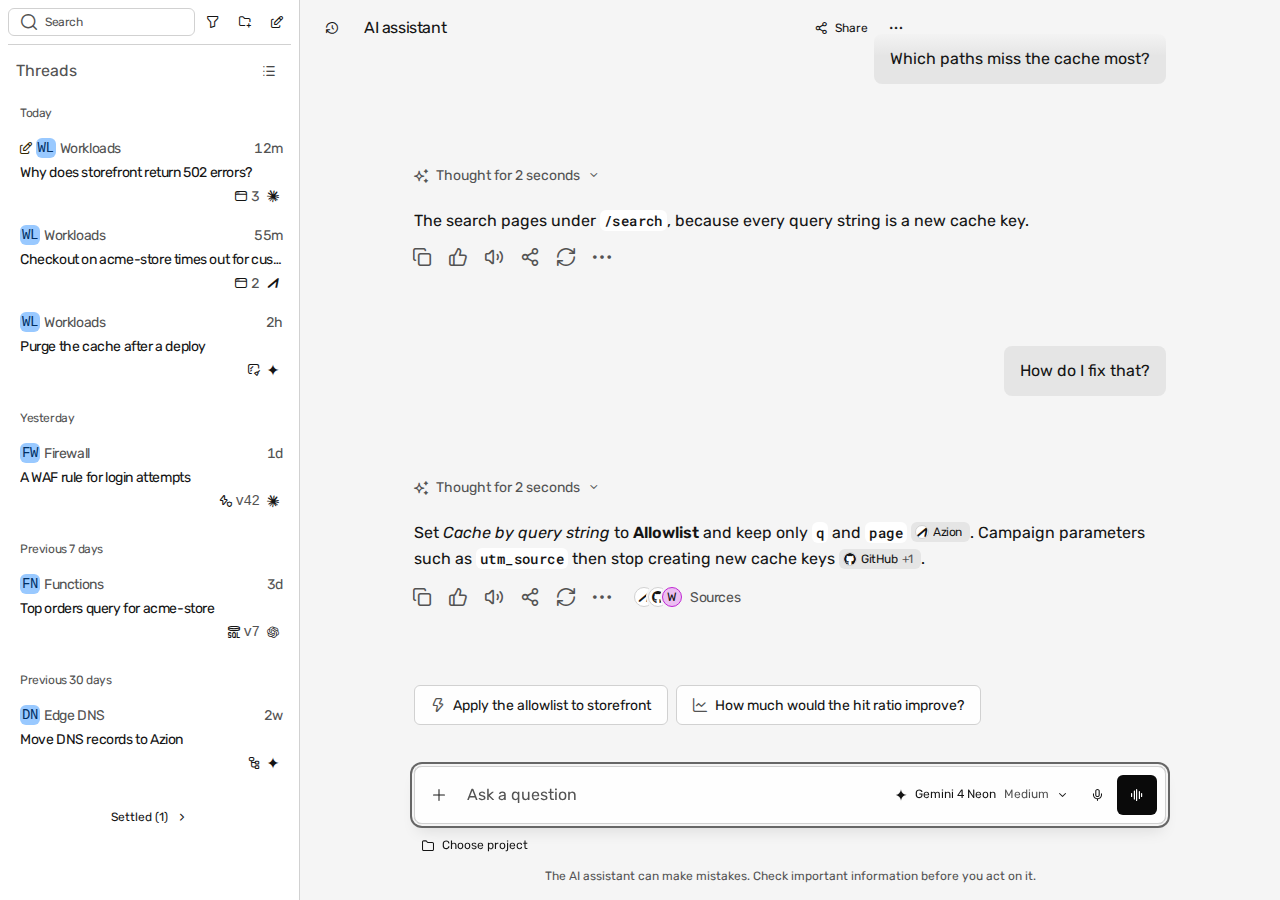 Search
Threads
Today
WL Workloads 12m
Why does storefront return 502 errors?
3
WL Workloads 55m
Checkout on acme-store times out for cus…
2
WL Workloads 2h
Purge the cache after a deploy
Yesterday
FW Firewall 1d
A WAF rule for login attempts
v42
Previous 7 days
FN Functions 3d
Top orders query for acme-store
v7
Previous 30 days
DN Edge DNS 2w
Move DNS records to Azion
Settled (1)
AI assistant
Share
Which paths miss the cache most?
Thought for 2 seconds
The search pages under /search, because every query string is a new cache key.
How do I fix that?
Thought for 2 seconds
Set Cache by query string to Allowlist and keep only q and page Azion. Campaign parameters
such as utm_source then stop creating new cache keys GitHub +1.
W Sources
Apply the allowlist to storefront
How much would the hit ratio improve?
Ask a question
Gemini 4 Neon Medium
Choose project
The AI assistant can make mistakes. Check important information before you act on it.